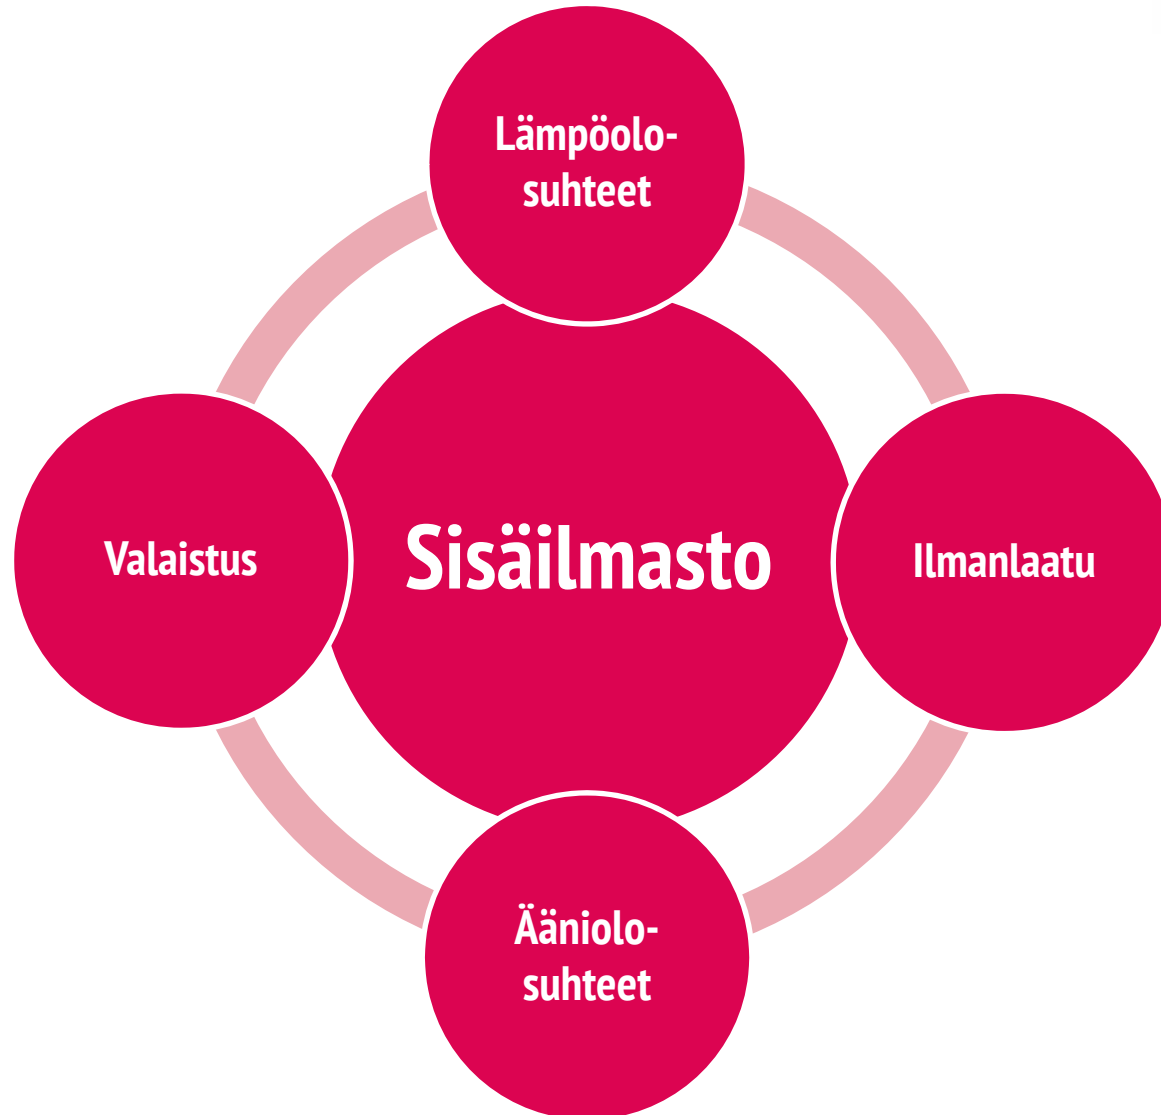 Lämpöolo-
suhteet
Valaistus
Sisäilmasto
Ilmanlaatu
Ääniolo-
suhteet